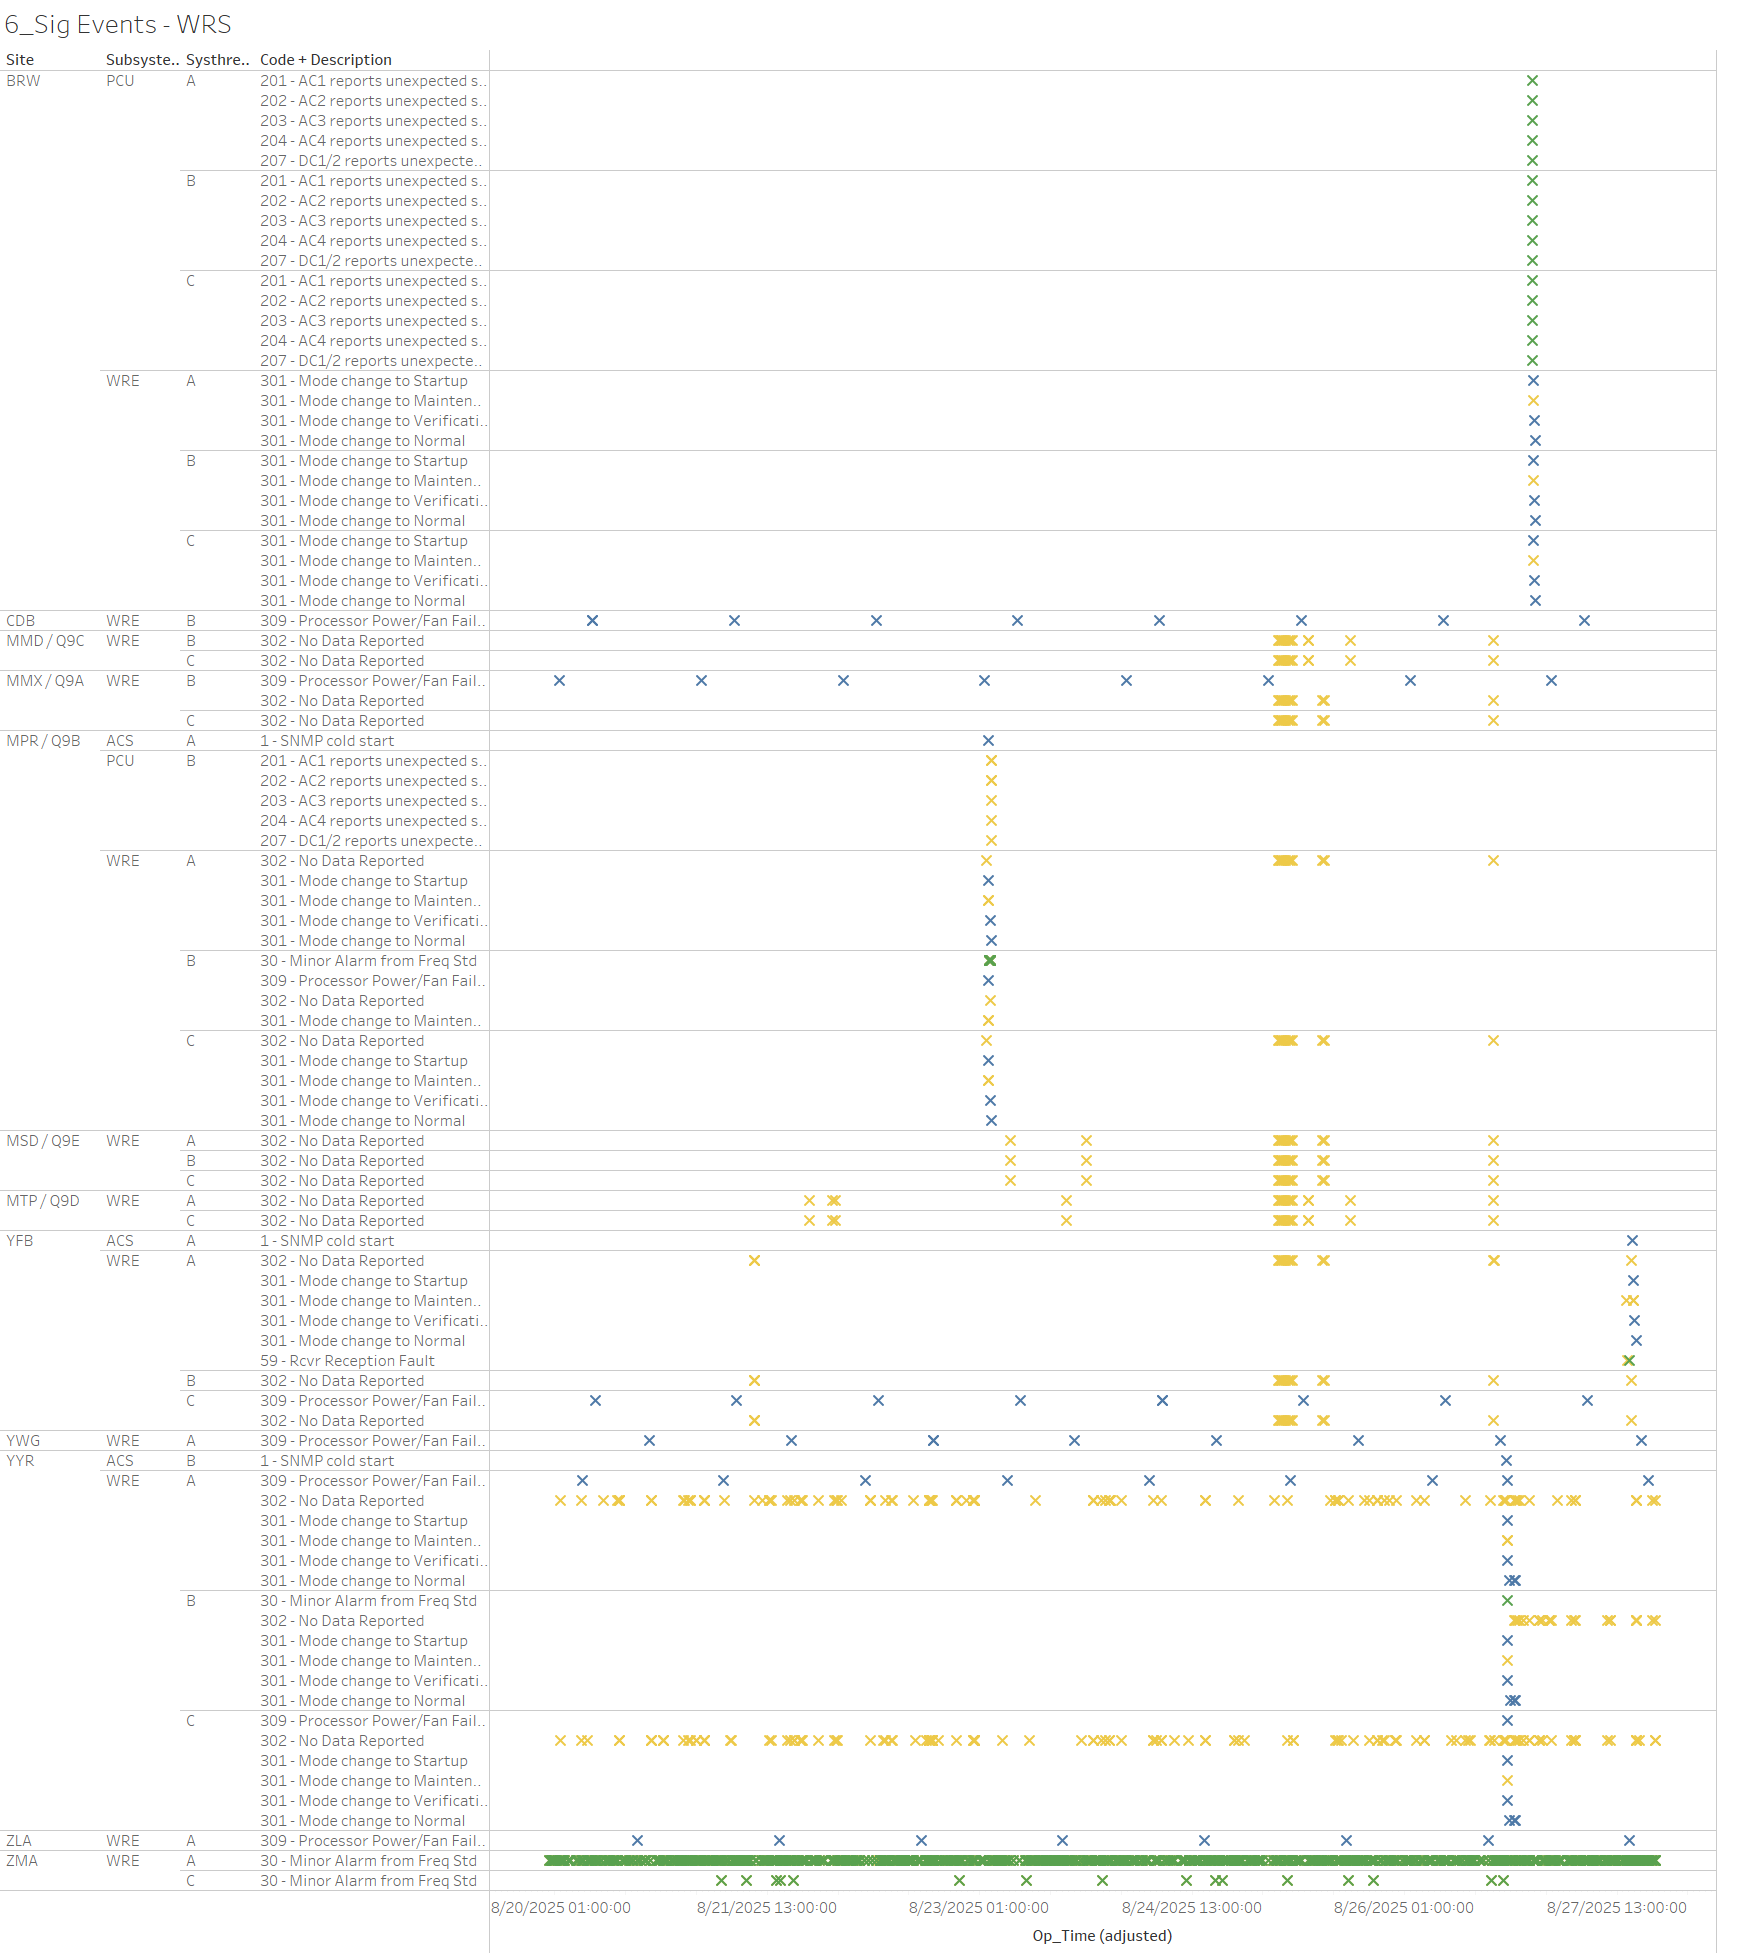 6_Sig Events - WRS
Site Subsyste.. Systhre.. Code + Description
BRW PCU A 201 - AC1 reports unexpected s..
202 - AC2 reports unexpected s..
203 - AC3 reports unexpected s..
204 - AC4 reports unexpected s..
207 - DC1/2 reports unexpecte..
B 201 - AC1 reports unexpected s..
202 - AC2 reports unexpected s..
203 - AC3 reports unexpected s..
204 - AC4 reports unexpected s..
207 - DC1/2 reports unexpecte..
C 201 - AC1 reports unexpected s..
202 - AC2 reports unexpected s..
203 - AC3 reports unexpected s..
204 - AC4 reports unexpected s..
207 - DC1/2 reports unexpecte..
WRE A 301 - Mode change to Startup
301 - Mode change to Mainten..
301 - Mode change to Verificati..
301 - Mode change to Normal
B 301 - Mode change to Startup
301 - Mode change to Mainten..
301 - Mode change to Verificati..
301 - Mode change to Normal
C 301 - Mode change to Startup
301 - Mode change to Mainten..
301 - Mode change to Verificati..
301 - Mode change to Normal
CDB WRE B 309 - Processor Power/Fan Fail..
MMD / Q9C WRE B 302 - No Data Reported
C 302 - No Data Reported
MMX / Q9A WRE B 309 - Processor Power/Fan Fail..
302 - No Data Reported
C 302 - No Data Reported
MPR / Q9B ACS A 1 - SNMP cold start
PCU B 201 - AC1 reports unexpected s..
202 - AC2 reports unexpected s..
203 - AC3 reports unexpected s..
204 - AC4 reports unexpected s..
207 - DC1/2 reports unexpecte..
WRE A 302 - No Data Reported
301 - Mode change to Startup
301 - Mode change to Mainten..
301 - Mode change to Verificati..
301 - Mode change to Normal
B 30 - Minor Alarm from Freq Std
309 - Processor Power/Fan Fail..
302 - No Data Reported
301 - Mode change to Mainten..
C 302 - No Data Reported
301 - Mode change to Startup
301 - Mode change to Mainten..
301 - Mode change to Verificati..
301 - Mode change to Normal
MSD / Q9E WRE A 302 - No Data Reported
B 302 - No Data Reported
C 302 - No Data Reported
MTP / Q9D WRE A 302 - No Data Reported
C 302 - No Data Reported
YFB ACS A 1 - SNMP cold start
WRE A 302 - No Data Reported
301 - Mode change to Startup
301 - Mode change to Mainten..
301 - Mode change to Verificati..
301 - Mode change to Normal
59 - Rcvr Reception Fault
B 302 - No Data Reported
C 309 - Processor Power/Fan Fail..
302 - No Data Reported
YWG WRE A 309 - Processor Power/Fan Fail..
YYR ACS B 1 - SNMP cold start
WRE A 309 - Processor Power/Fan Fail..
302 - No Data Reported
301 - Mode change to Startup
301 - Mode change to Mainten..
301 - Mode change to Verificati..
301 - Mode change to Normal
B 30 - Minor Alarm from Freq Std
302 - No Data Reported
301 - Mode change to Startup
301 - Mode change to Mainten..
301 - Mode change to Verificati..
301 - Mode change to Normal
C 309 - Processor Power/Fan Fail..
302 - No Data Reported
301 - Mode change to Startup
301 - Mode change to Mainten..
301 - Mode change to Verificati..
301 - Mode change to Normal
ZLA WRE A 309 - Processor Power/Fan Fail..
ZMA WRE A 30 - Minor Alarm from Freq Std
C 30 - Minor Alarm from Freq Std
8/20/2025 01:00:00 8/21/2025 13:00:00 8/23/2025 01:00:00 8/24/2025 13:00:00 8/26/2025 01:00:00 8/27/2025 13:00:00
Op_Time (adjusted)